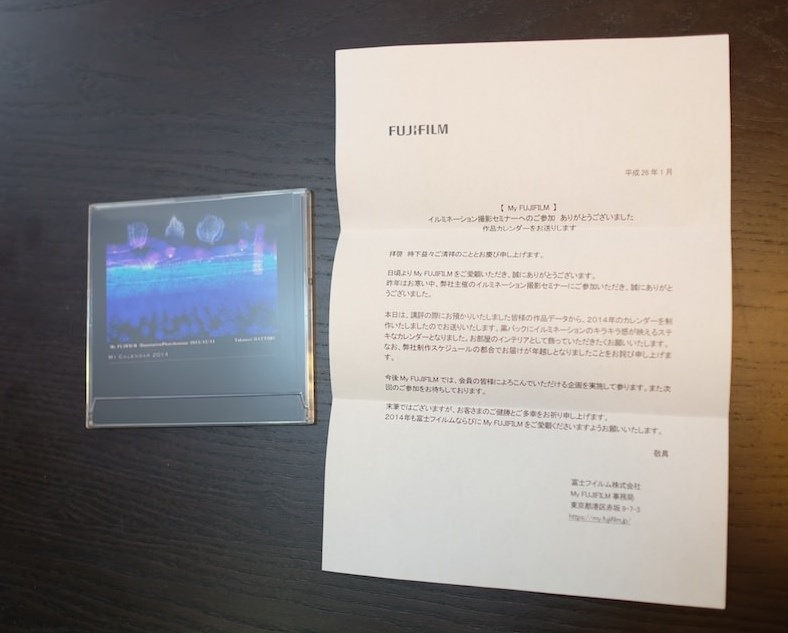 My FUJIFILM
MY CALENDAR 2014
FUJIFILM
平成26年1月
【 My FUJIFILM 】
イルミネーション撮影セミナーへのご参加 ありがとうございました
作品カレンダーをお送りします
拝啓 時下益々ご清祥のこととお慶び申し上げます。
日頃より My FUJIFILM をご愛顧いただき、誠にありがとうございます。
昨年はお寒い中、弊社主催のイルミネーション撮影セミナーにご参加いただき、誠にありがと
うございました。
本日は、講評の際にお預かりいたしました皆様の作品データから、2014年のカレンダーを制
作いたしましたのでお送りいたします。黒バックにイルミネーションのキラキラ感が映えるステ
キなカレンダーとなりました。お部屋のインテリアとして飾っていただきたくお願いいたします。
なお、弊社制作スケジュールの都合でお届けが年越しとなりましたことをお詫び申し上げま
す。
今後 My FUJIFILM では、会員の皆様によろこんでいただける企画を実施して参ります。また次
回のご参加をお待ちしております。
末筆ではございますが、お客さまのご健勝とご多幸をお祈り申し上げます。
2014年も富士フイルムならびに My FUJIFILM をご愛顧くださいますようお願いいたします。
敬具
富士フイルム株式会社
My FUJIFILM 事務局
東京都港区赤坂 9-7-3
https://my.fujifilm.jp/